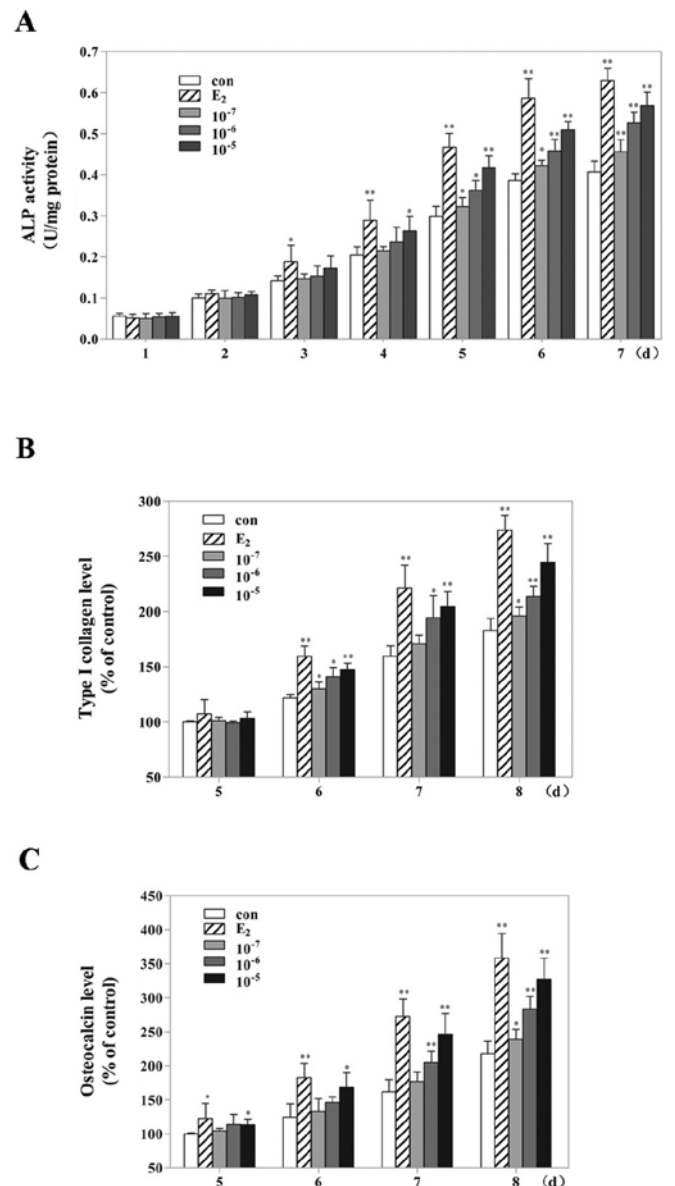 A
0.7
0.6
0.5
0.4
0.3
0.2
0.1
0.0
ALP activity
(U/mg protein)
con
E₂
10⁻⁷
10⁻⁶
10⁻⁵
* ** * ** * * ** ** * ** ** ** ** ** **
1 2 3 4 5 6 7 (d)
B
300
250
200
150
100
50
Type I collagen level
(% of control)
con
E₂
10⁻⁷
10⁻⁶
10⁻⁵
** * * ** ** * ** ** * ** **
5 6 7 8 (d)
C
450
400
350
300
250
200
150
100
50
Osteocalcin level
(% of control)
con
E₂
10⁻⁷
10⁻⁶
10⁻⁵
* * ** * ** ** ** ** * ** **
5 6 7 8 (d)